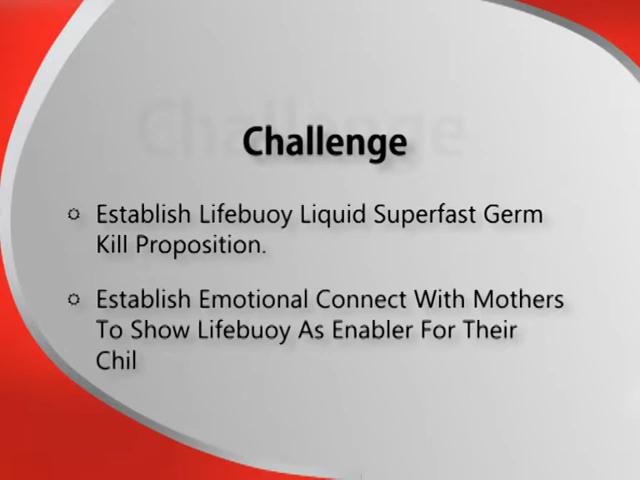 Challenge
Establish Lifebuoy Liquid Superfast Germ
Kill Proposition.
Establish Emotional Connect With Mothers
To Show Lifebuoy As Enabler For Their
Chil